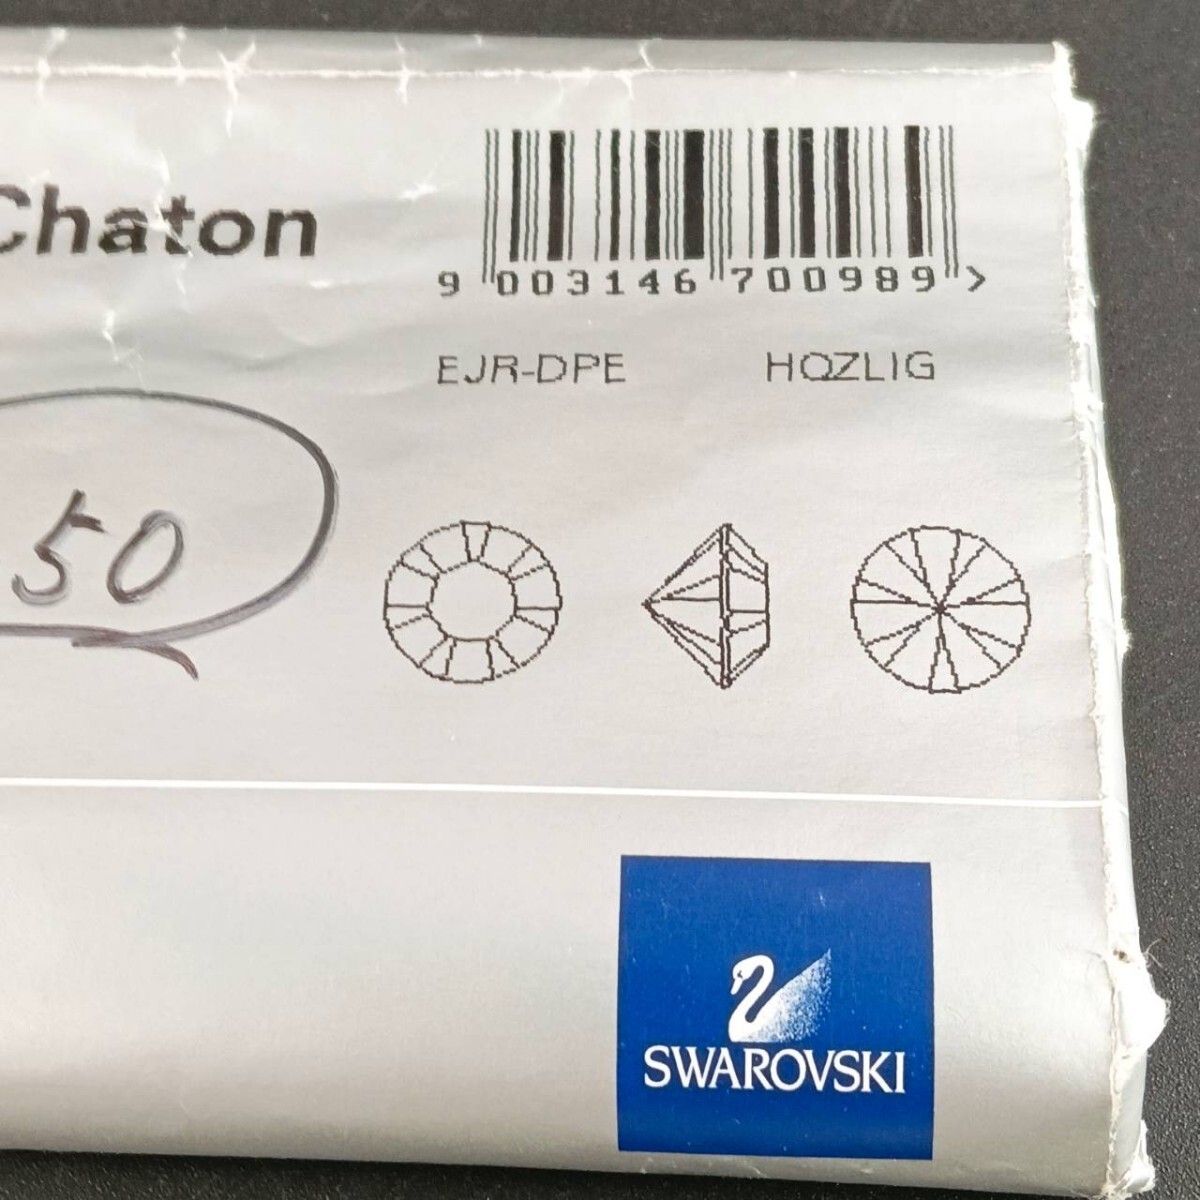 Chaton
9 003146 700989 >
EJR-DPE HQZLIG
50
SWAROVSKI